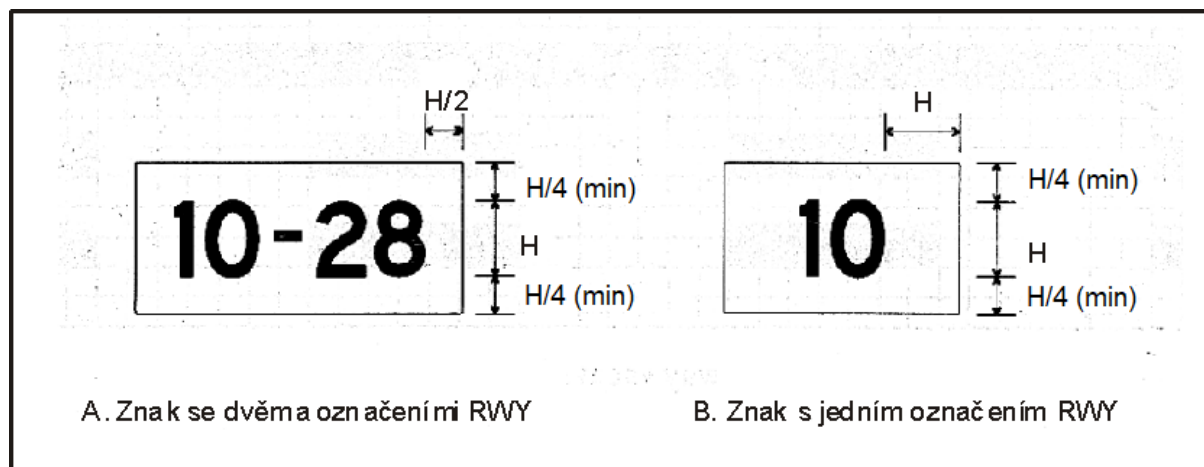 H/2
H
H/4 (min)
H/4 (min)
10-28
10
H
H
H/4 (min)
H/4 (min)
A. Znak se dvěma označeními RWY
B. Znak s jedním označením RWY